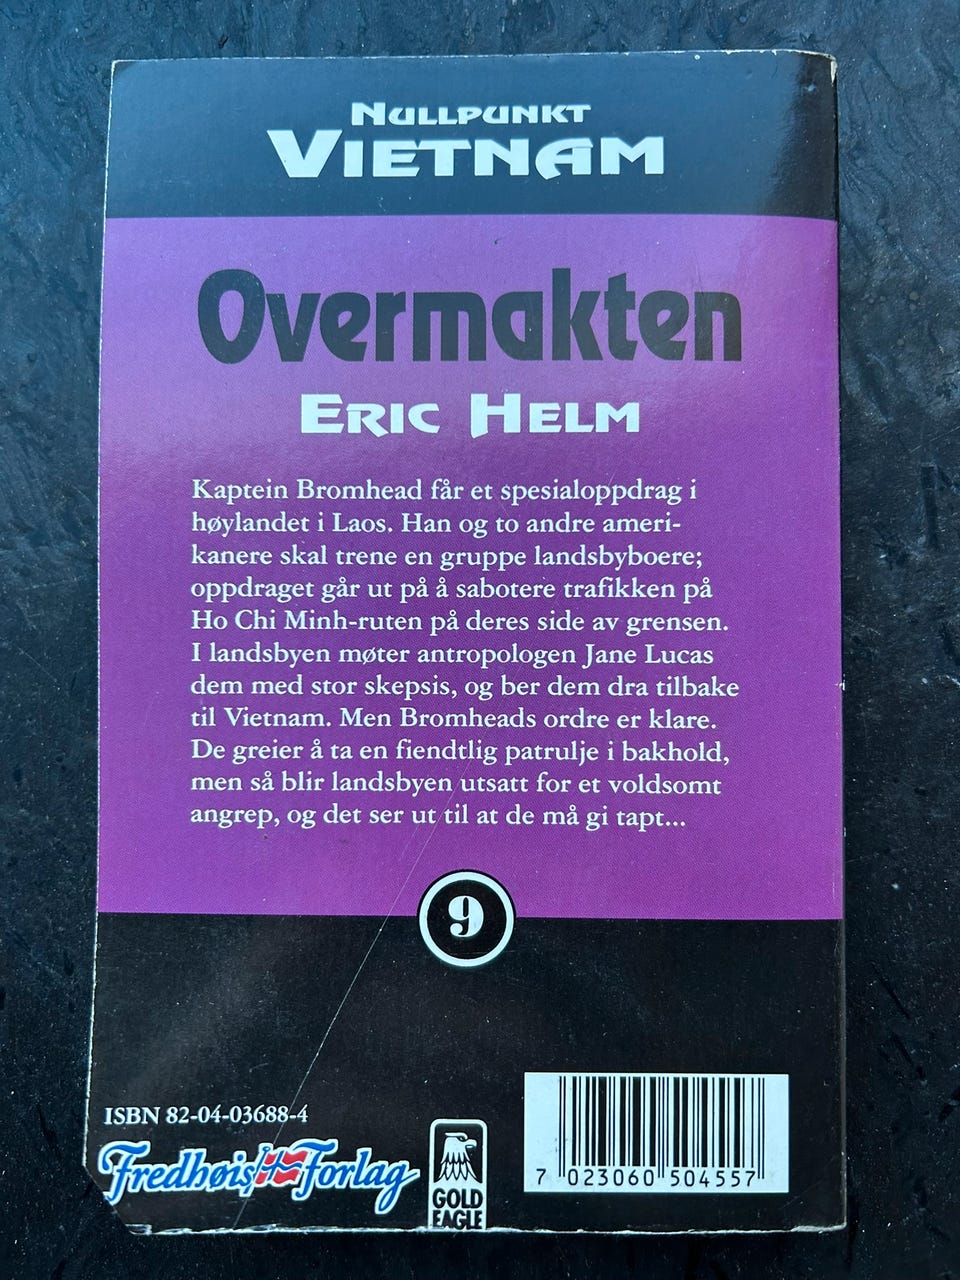 NULLPUNKT
VIETNAM
Overmakten
ERIC HELM
Kaptein Bromhead får et spesialoppdrag i
høylandet i Laos. Han og to andre ameri-
kanere skal trene en gruppe landsbyboere;
oppdraget går ut på å sabotere trafikken på
Ho Chi Minh-ruten på deres side av grensen.
I landsbyen møter antropologen Jane Lucas
dem med stor skepsis, og ber dem dra tilbake
til Vietnam. Men Bromheads ordre er klare.
De greier å ta en fiendtlig patrulje i bakhold,
men så blir landsbyen utsatt for et voldsomt
angrep, og det ser ut til at de må gi tapt...
9
ISBN 82-04-03688-4
Fredhøis Forlag
GOLD
EAGLE
7 023060 504557